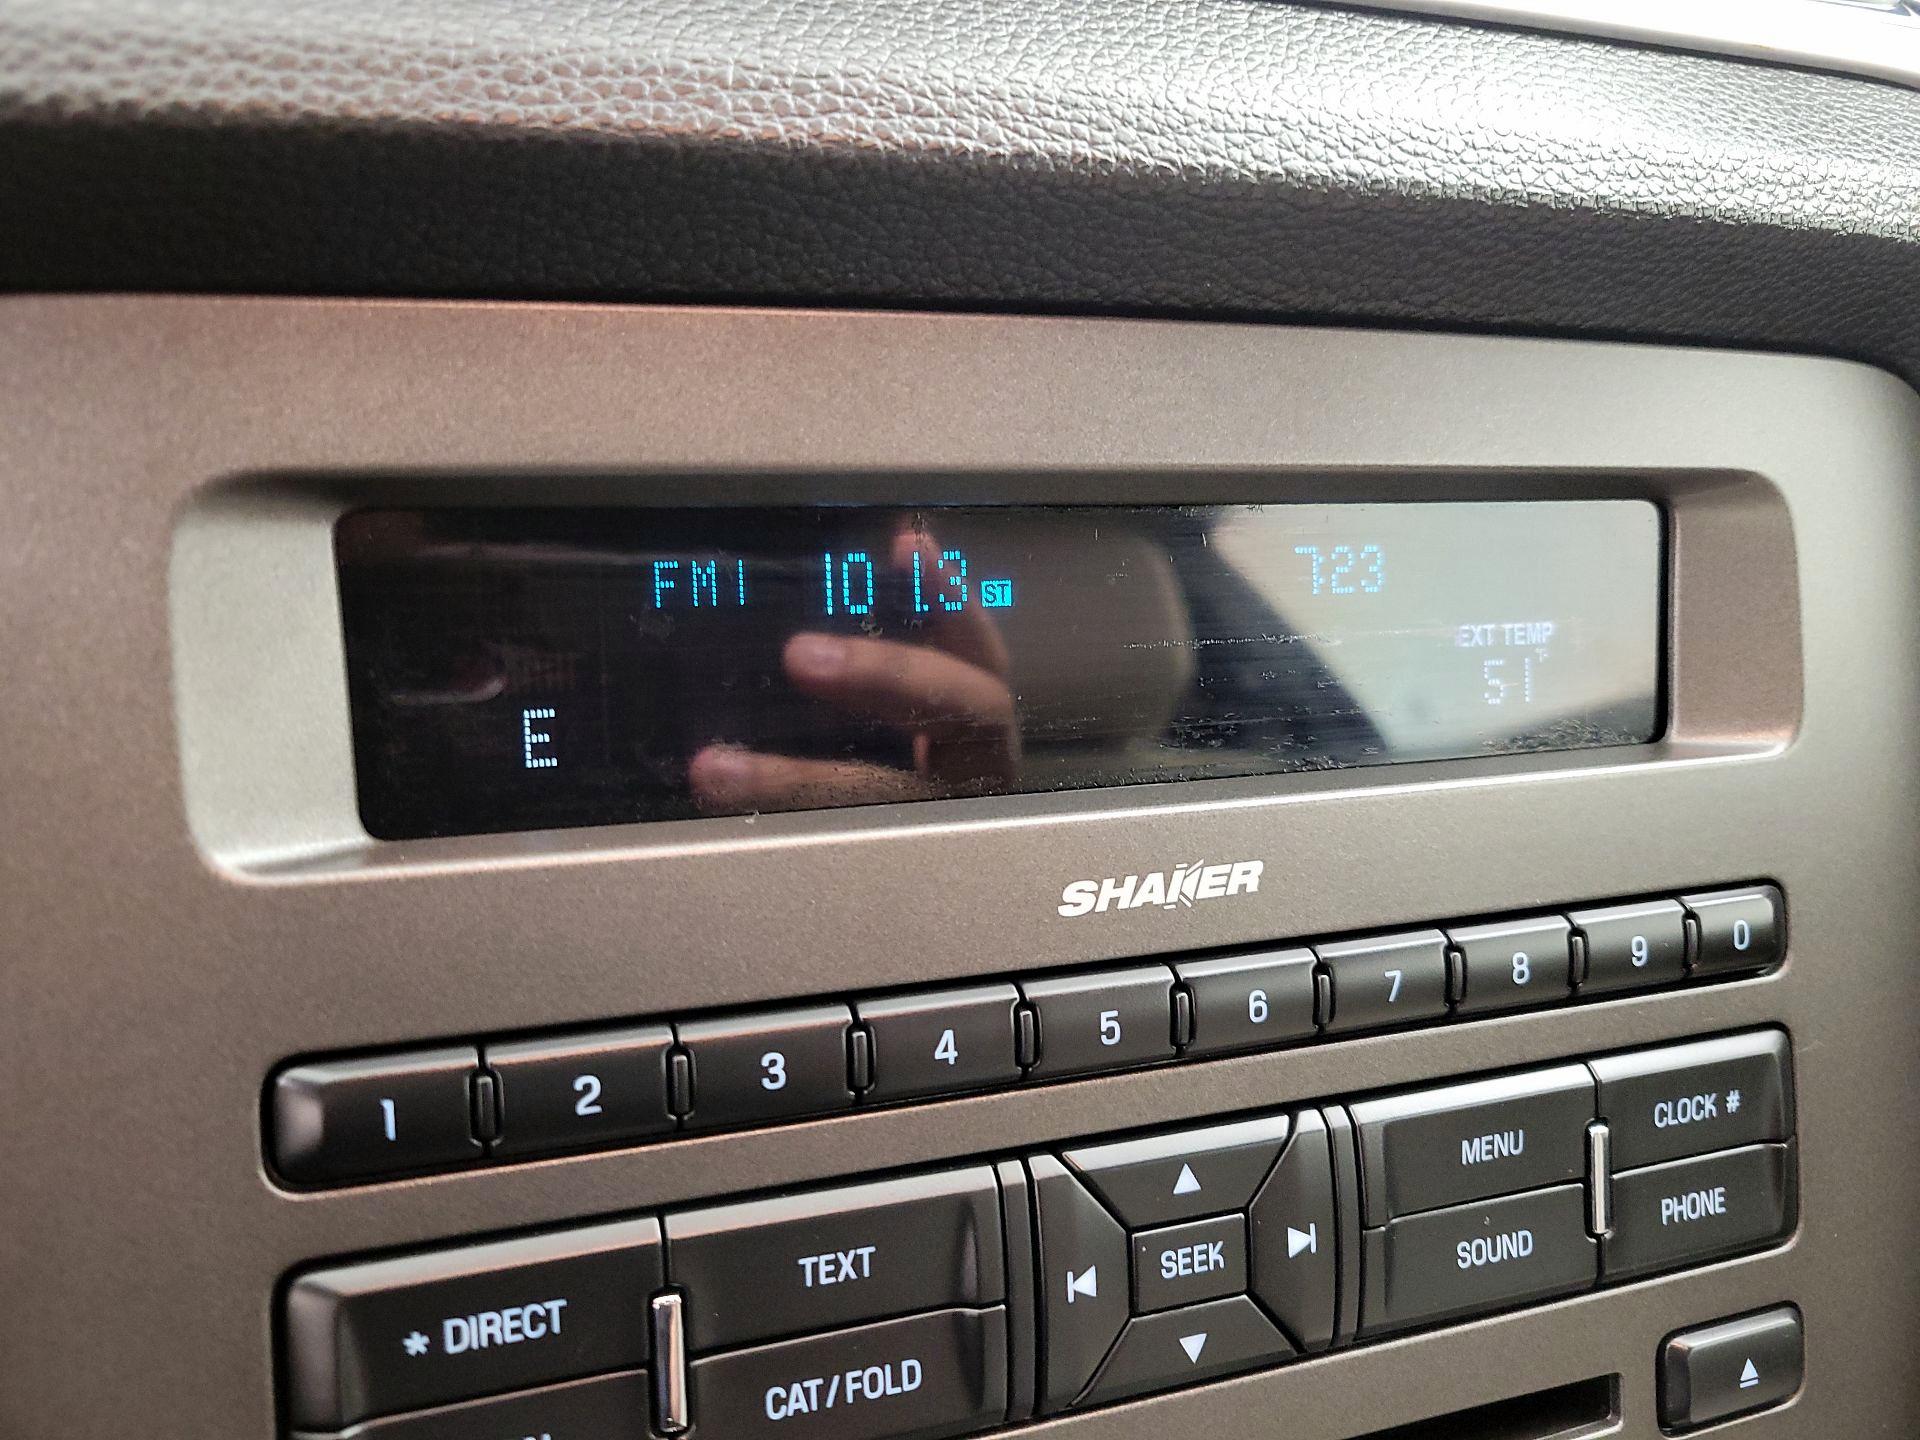 FM1 101.3 ST 7:23
EXT TEMP
51°F
E
SHAKER
1 2 3 4 5 6 7 8 9 0
MENU CLOCK #
TEXT SEEK SOUND PHONE
* DIRECT
CAT/FOLD